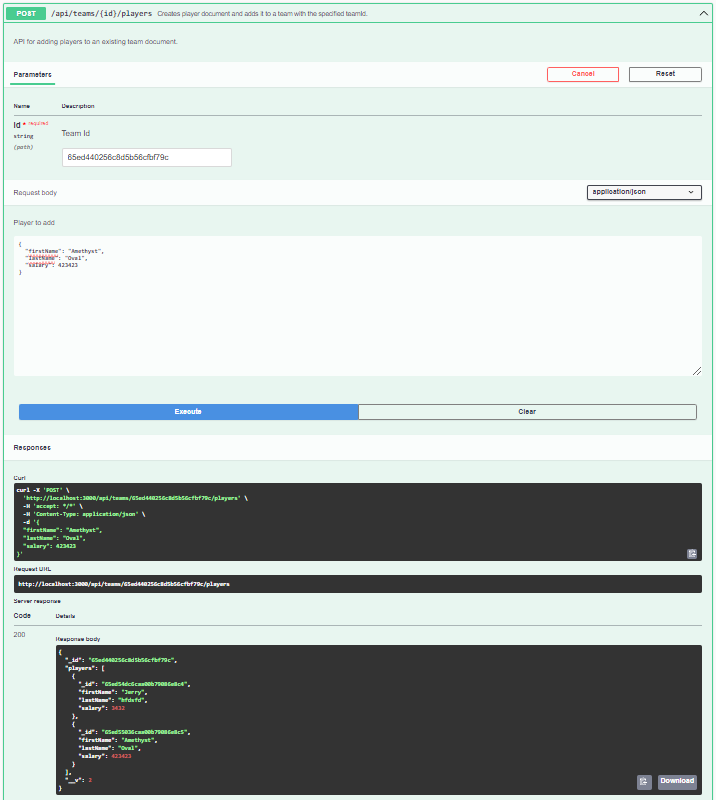 POST /api/teams/{id}/players Creates player document and adds it to a team with the specified teamId.
API for adding players to an existing team document.
Parameters
Cancel
Reset
Name Description
id * required
string
(path)
Team Id
65ed440256c8d5b56cfbf79c
Request body
application/json
Player to add
{
"firstName": "Amethyst",
"lastName": "Oval",
"salary": 423423
}
Execute
Clear
Responses
Curl
curl -X 'POST' \
'http://localhost:3000/api/teams/65ed440256c8d5b56cfbf79c/players' \
-H 'accept: */*' \
-H 'Content-Type: application/json' \
-d '{
"firstName": "Amethyst",
"lastName": "Oval",
"salary": 423423
}'
Request URL
http://localhost:3000/api/teams/65ed440256c8d5b56cfbf79c/players
Server response
Code Details
200
Response body
{
"_id": "65ed440256c8d5b56cfbf79c",
"players": [
{
"_id":
"firstName": "Jerry",
"lastName": "hfdsfd",
"salary": 3433
},
{
"_id":
"firstName": "Amethyst",
"lastName": "Oval",
"salary": 423423
}
],
"__v": 2
}
Download